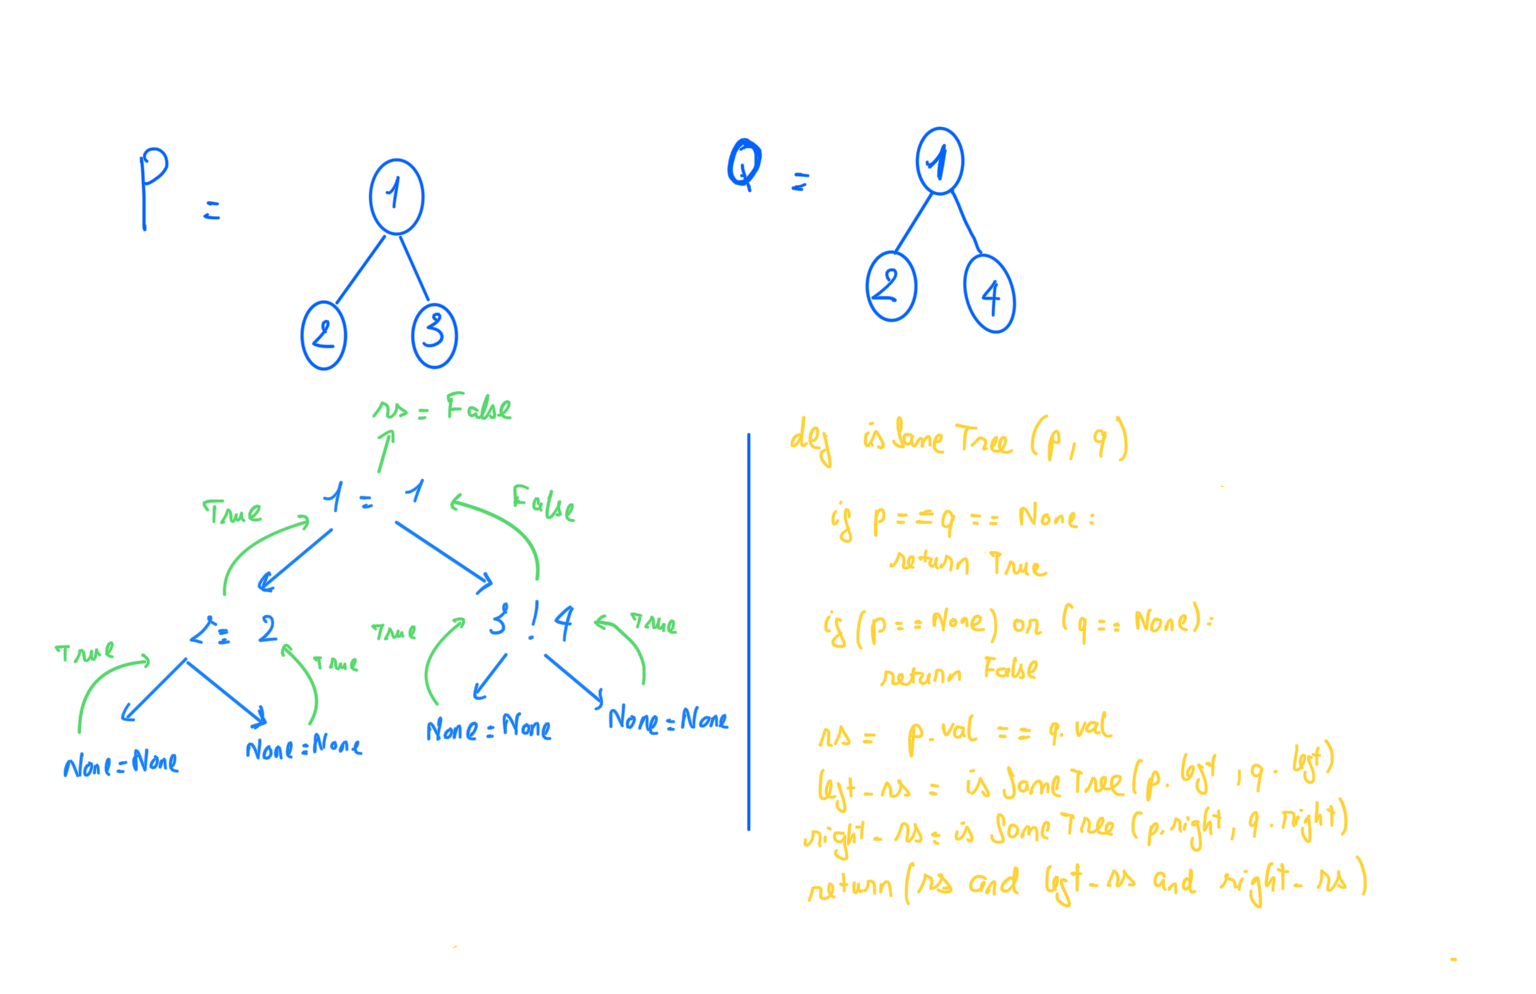 P =
1
2 3
Q =
1
2 4
rs = False
1 = 1
True
False
2 = 2
3 ! 4
True
True
True
True
None = None
None = None
None = None
None = None
def isSameTree (p, q)
if p == q == None:
return True
if (p == None) or (q == None):
return False
rs = p.val == q.val
left_rs = isSameTree (p.left, q.left)
right_rs = isSameTree (p.right, q.right)
return (rs and left_rs and right_rs)